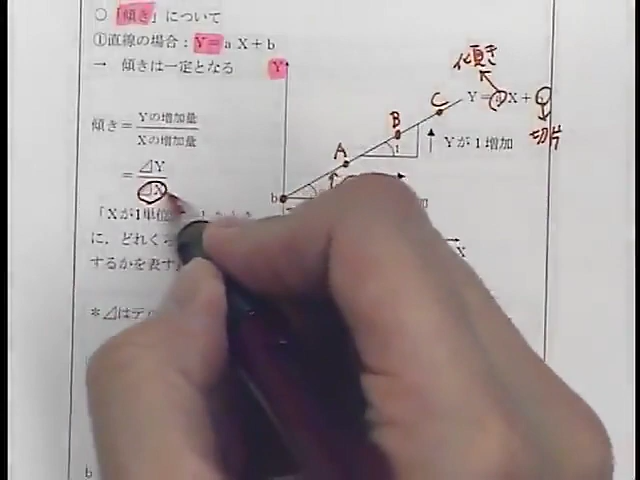 ○「傾き」について
①直線の場合：Y=aX+b
→ 傾きは一定となる
傾き＝Yの増加量
Xの増加量
＝⊿Y
⊿X
「Xが1単位
に，どれくら
するかを表す
＊⊿はデ
Y
傾き
Y=aX+
切片
C
B
A
1
Yが1増加
b
X
b